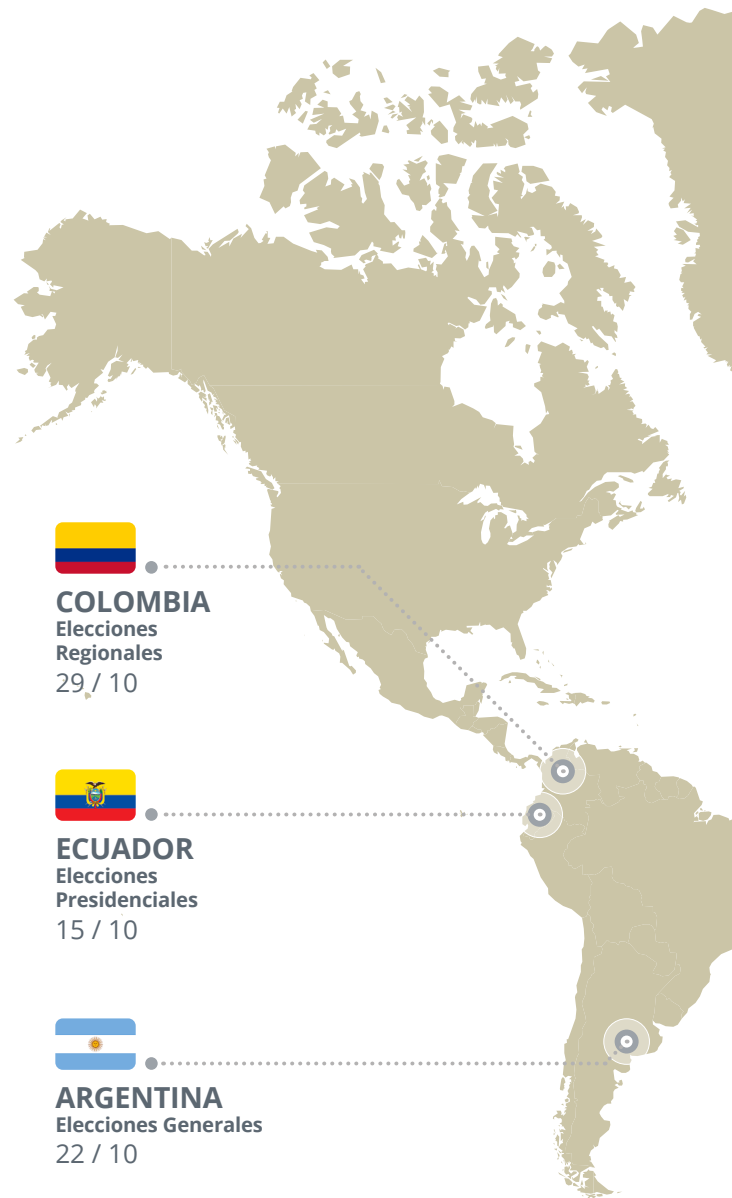 COLOMBIA
Elecciones
Regionales
29 / 10
ECUADOR
Elecciones
Presidenciales
15 / 10
ARGENTINA
Elecciones Generales
22 / 10